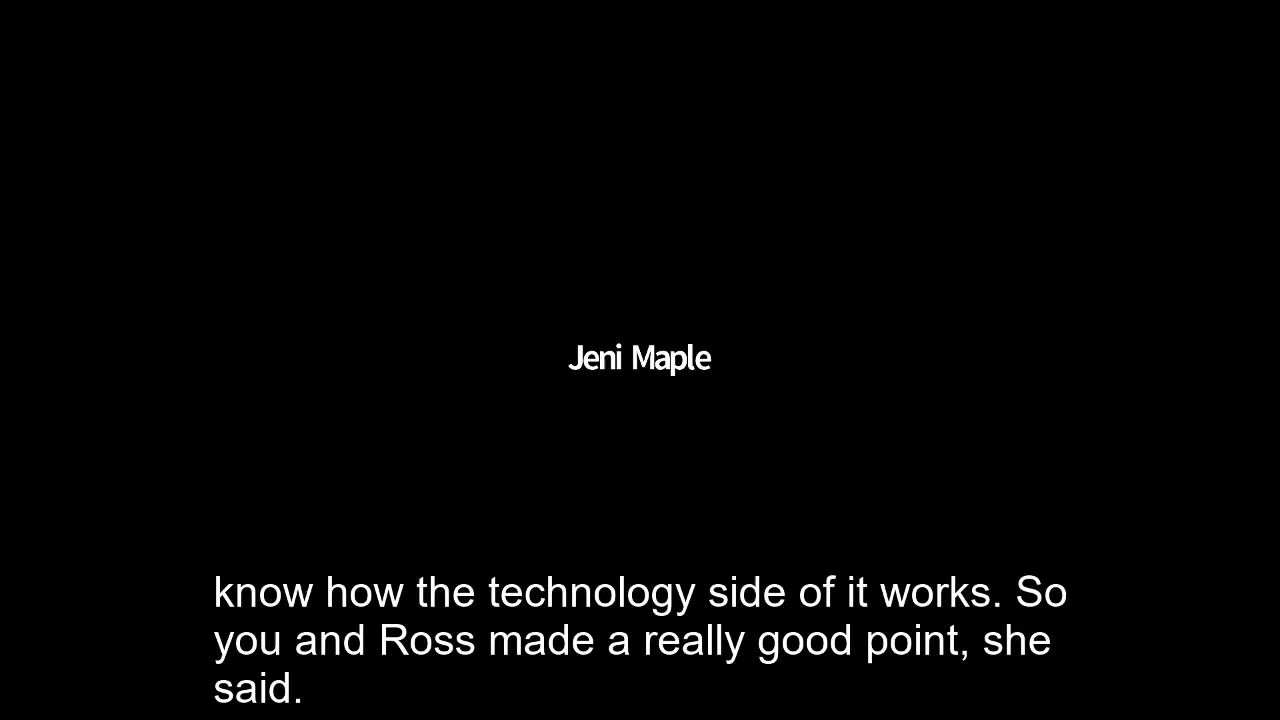 Jeni Maple
know how the technology side of it works. So
you and Ross made a really good point, she
said.